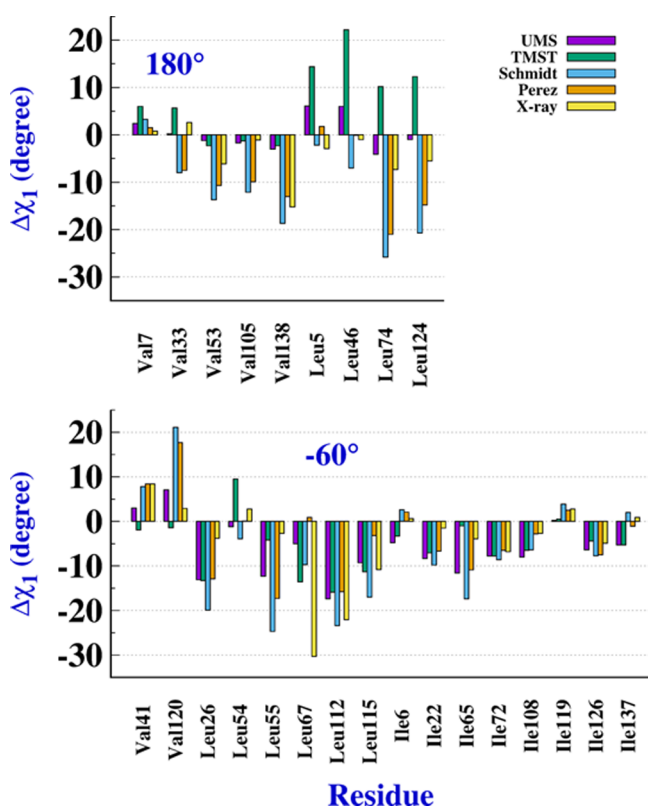 180°
UMS
TMST
Schmidt
Perez
X-ray
Δχ1 (degree)
20
10
0
-10
-20
-30
Val7
Val33
Val53
Val105
Val138
Leu5
Leu46
Leu74
Leu124
-60°
Δχ1 (degree)
20
10
0
-10
-20
-30
Val41
Val120
Leu26
Leu54
Leu55
Leu67
Leu112
Leu115
Ile6
Ile22
Ile65
Ile72
Ile108
Ile119
Ile126
Ile137
Residue